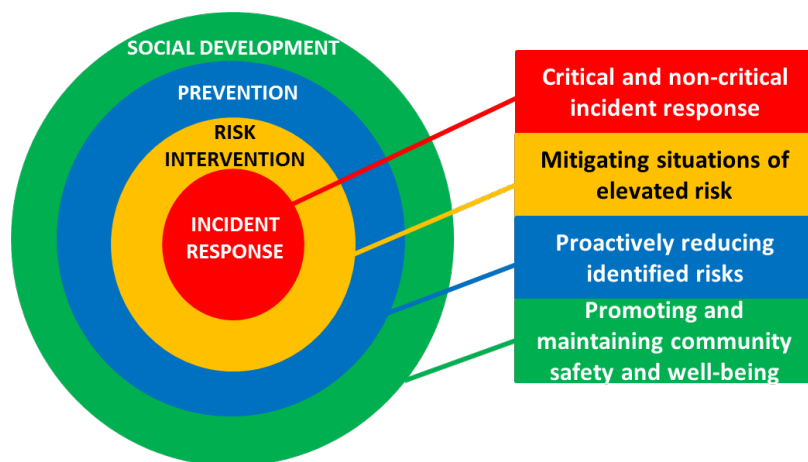 SOCIAL DEVELOPMENT
PREVENTION
RISK
INTERVENTION
INCIDENT
RESPONSE
Critical and non-critical
incident response
Mitigating situations of
elevated risk
Proactively reducing
identified risks
Promoting and
maintaining community
safety and well-being